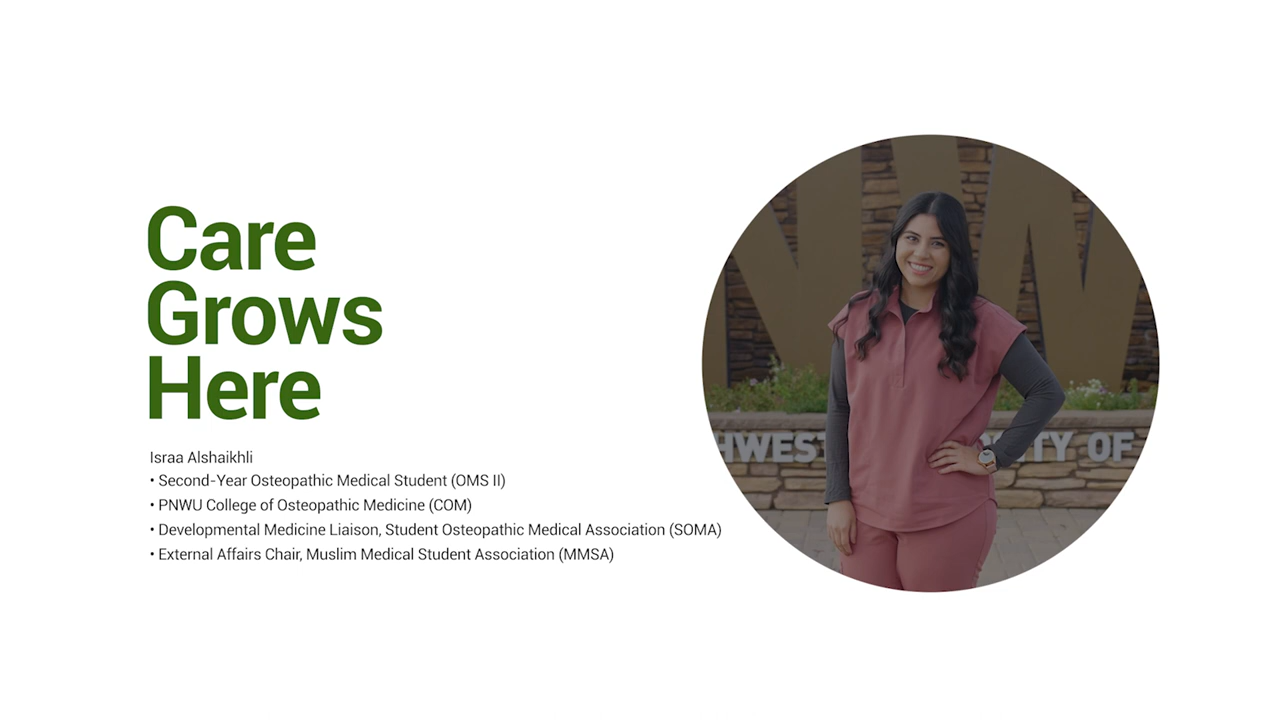 Care
Grows
Here
Israa Alshaikhli
• Second-Year Osteopathic Medical Student (OMS II)
• PNWU College of Osteopathic Medicine (COM)
• Developmental Medicine Liaison, Student Osteopathic Medical Association (SOMA)
• External Affairs Chair, Muslim Medical Student Association (MMSA)
OF